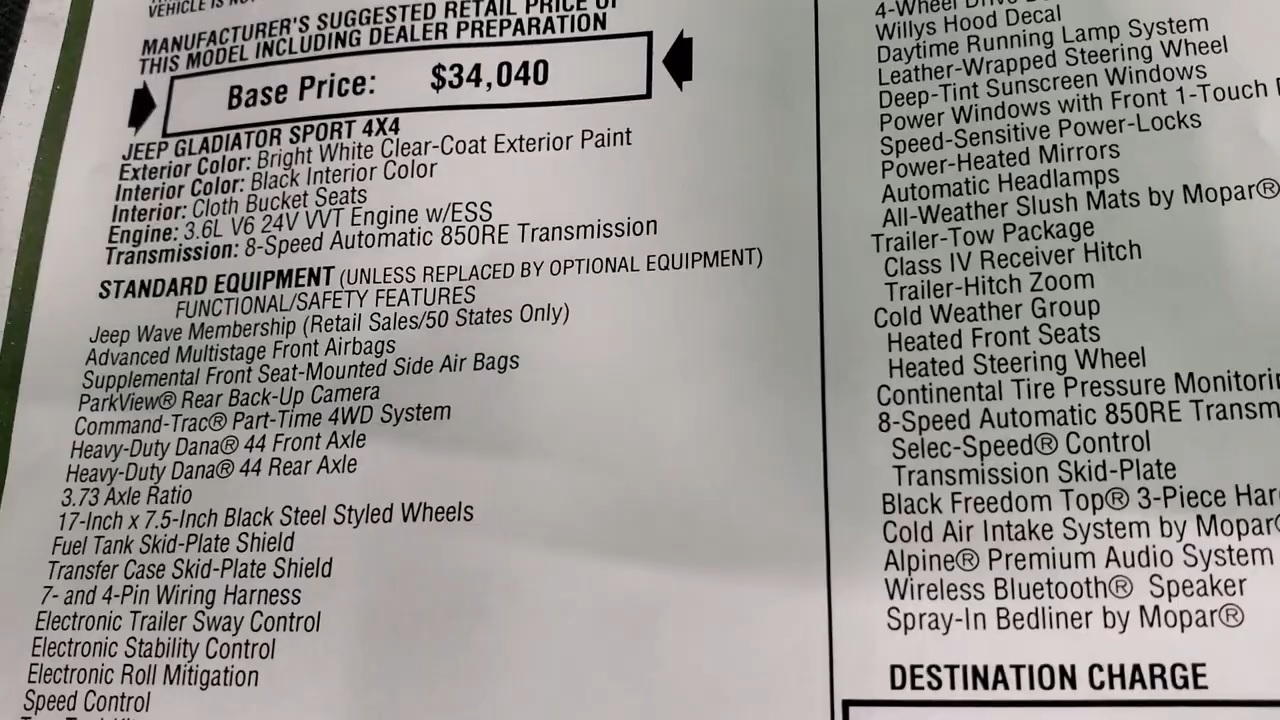 VEHICLE IS
MANUFACTURER'S SUGGESTED RETAIL PRICE OF
THIS MODEL INCLUDING DEALER PREPARATION
Base Price: $34,040
JEEP GLADIATOR SPORT 4X4
Exterior Color: Bright White Clear-Coat Exterior Paint
Interior Color: Black Interior Color
Interior: Cloth Bucket Seats
Engine: 3.6L V6 24V VVT Engine w/ESS
Transmission: 8-Speed Automatic 850RE Transmission
STANDARD EQUIPMENT (UNLESS REPLACED BY OPTIONAL EQUIPMENT)
FUNCTIONAL/SAFETY FEATURES
Jeep Wave Membership (Retail Sales/50 States Only)
Advanced Multistage Front Airbags
Supplemental Front Seat-Mounted Side Air Bags
ParkView® Rear Back-Up Camera
Command-Trac® Part-Time 4WD System
Heavy-Duty Dana® 44 Front Axle
Heavy-Duty Dana® 44 Rear Axle
3.73 Axle Ratio
17-Inch x 7.5-Inch Black Steel Styled Wheels
Fuel Tank Skid-Plate Shield
Transfer Case Skid-Plate Shield
7- and 4-Pin Wiring Harness
Electronic Trailer Sway Control
Electronic Stability Control
Electronic Roll Mitigation
Speed Control
4-Wheel Drive
Willys Hood Decal
Daytime Running Lamp System
Leather-Wrapped Steering Wheel
Deep-Tint Sunscreen Windows
Power Windows with Front 1-Touch
Speed-Sensitive Power-Locks
Power-Heated Mirrors
Automatic Headlamps
All-Weather Slush Mats by Mopar®
Trailer-Tow Package
Class IV Receiver Hitch
Trailer-Hitch Zoom
Cold Weather Group
Heated Front Seats
Heated Steering Wheel
Continental Tire Pressure Monitorin
8-Speed Automatic 850RE Transm
Selec-Speed® Control
Transmission Skid-Plate
Black Freedom Top® 3-Piece Har
Cold Air Intake System by Mopar®
Alpine® Premium Audio System
Wireless Bluetooth® Speaker
Spray-In Bedliner by Mopar®
DESTINATION CHARGE